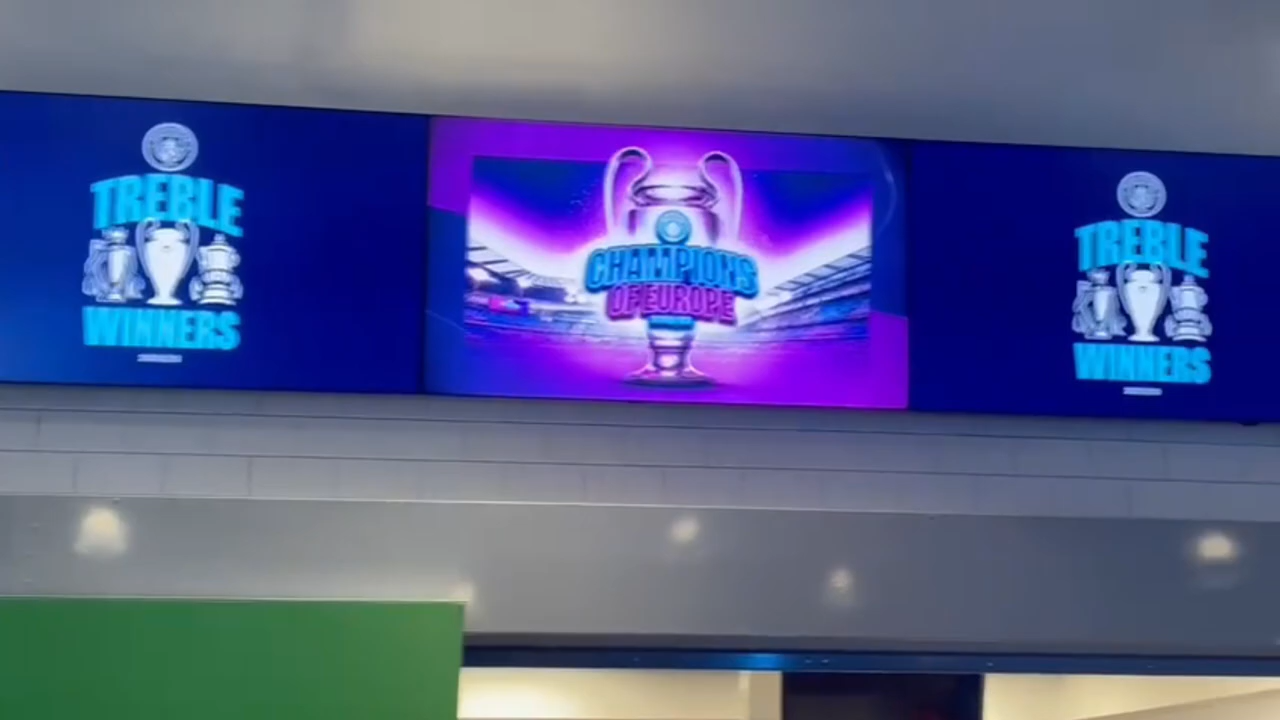 TREBLE
WINNERS
CHAMPIONS
OF EUROPE
TREBLE
WINNERS